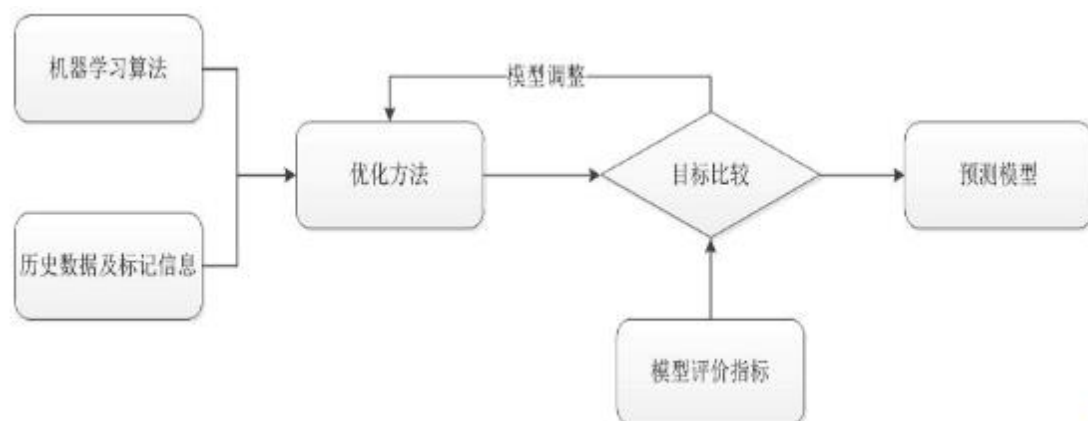 机器学习算法
模型调整
优化方法
目标比较
预测模型
历史数据及标记信息
模型评价指标